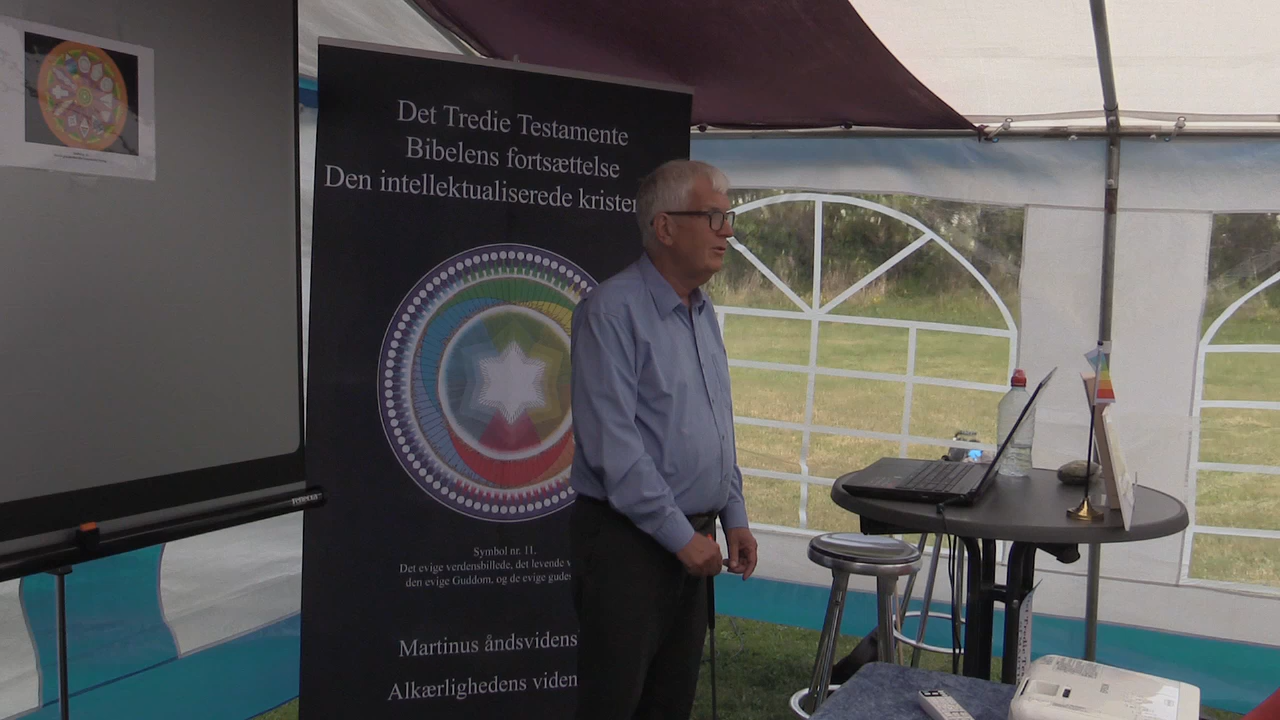 Det Tredie Testamente
Bibelens fortsættelse
Den intellektualiserede kristen
Symbol nr. 11.
Det evige verdensbillede, det levende v
den evige Guddom, og de evige gudes
Martinus åndsvidens
Alkærlighedens viden